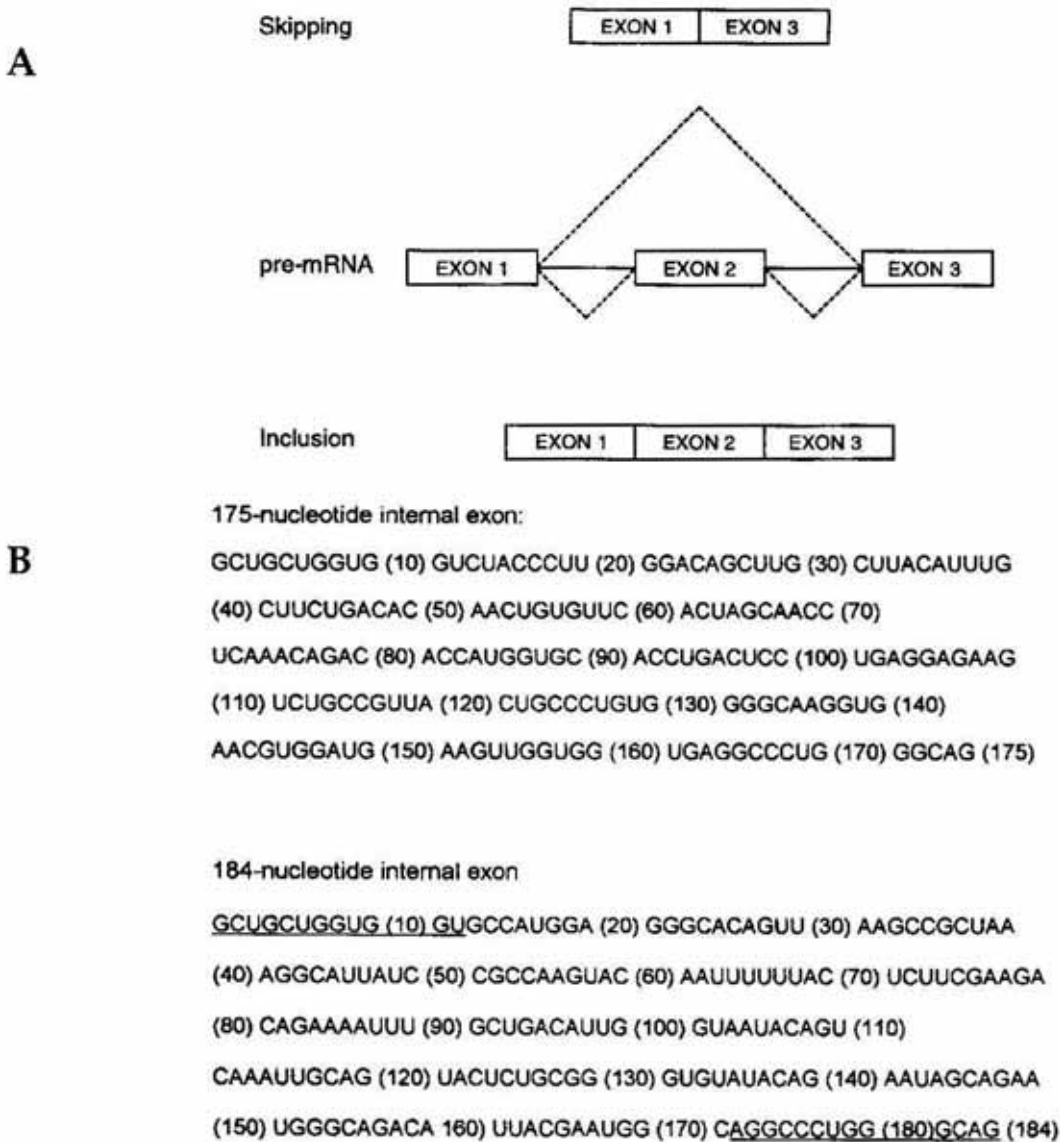 Skipping
EXON 1 EXON 3
A
pre-mRNA EXON 1 EXON 2 EXON 3
Inclusion EXON 1 EXON 2 EXON 3
175-nucleotide internal exon:
B
GCUGCUGGUG (10) GUCUACCCUU (20) GGACAGCUUG (30) CUUACAUUUG
(40) CUUCUGACAC (50) AACUGUGUUC (60) ACUAGCAACC (70)
UCAAACAGAC (80) ACCAUGGUGC (90) ACCUGACUCC (100) UGAGGAGAAG
(110) UCUGCCGUUA (120) CUGCCCUGUG (130) GGGCAAGGUG (140)
AACGUGGAUG (150) AAGUUGGUGG (160) UGAGGCCCUG (170) GGCAG (175)
184-nucleotide internal exon
GCUGCUGGUG (10) GUGCCAUGGA (20) GGGCACAGUU (30) AAGCCGCUAA
(40) AGGCAUUAUC (50) CGCCAAGUAC (60) AAUUUUUUAC (70) UCUUCGAAGA
(80) CAGAAAAUUU (90) GCUGACAUUG (100) GUAAUACAGU (110)
CAAAUUGCAG (120) UACUCUGCGG (130) GUGUAUACAG (140) AAUAGCAGAA
(150) UGGGCAGACA 160) UUACGAAUGG (170) CAGGCCCUGG (180)GCAG (184)